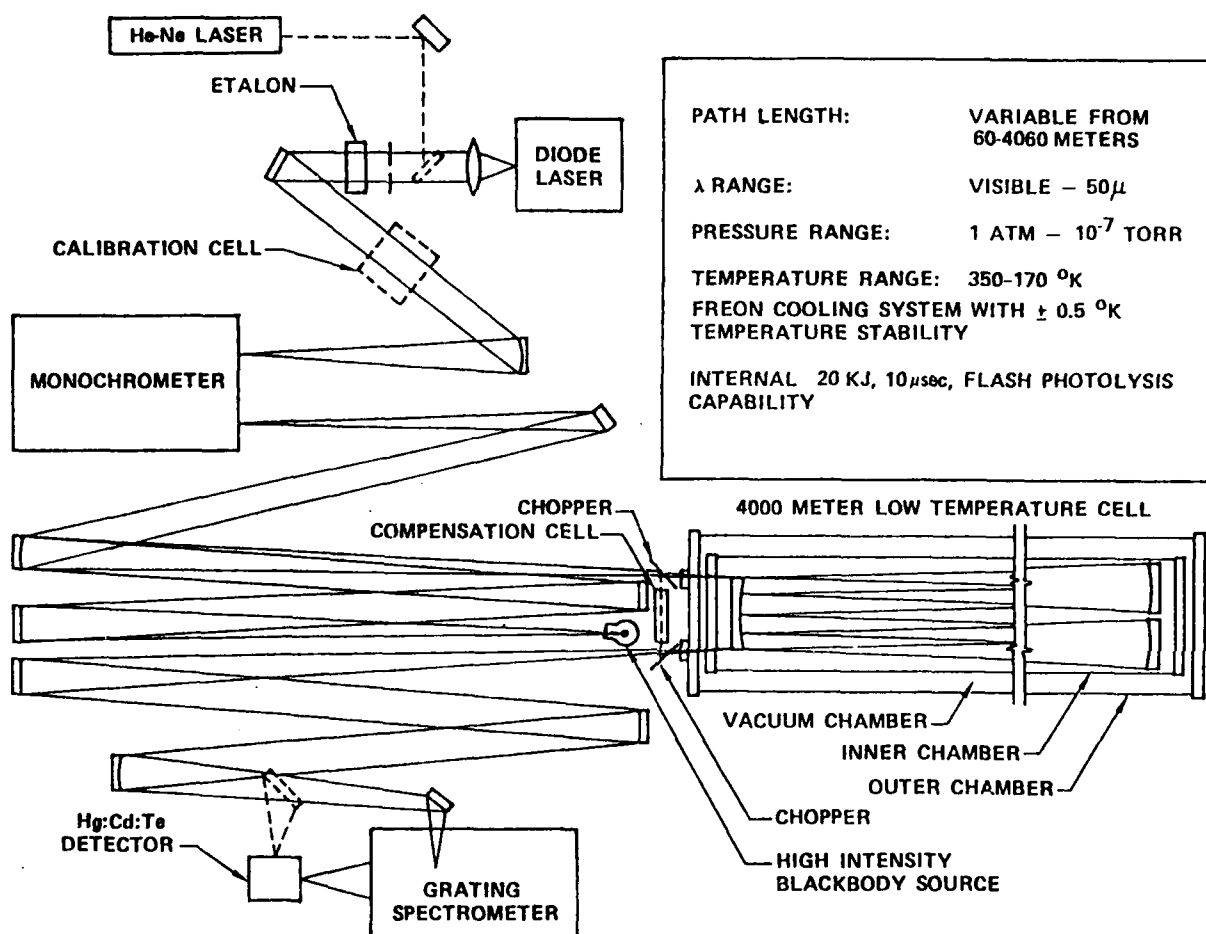 He-Ne LASER
ETALON
DIODE
LASER
CALIBRATION CELL
MONOCHROMETER
PATH LENGTH: VARIABLE FROM
60-4060 METERS
λ RANGE: VISIBLE – 50μ
PRESSURE RANGE: 1 ATM – 10⁻⁷ TORR
TEMPERATURE RANGE: 350-170 ⁰K
FREON COOLING SYSTEM WITH ± 0.5 ⁰K
TEMPERATURE STABILITY
INTERNAL 20 KJ, 10μsec, FLASH PHOTOLYSIS
CAPABILITY
CHOPPER
COMPENSATION CELL
4000 METER LOW TEMPERATURE CELL
VACUUM CHAMBER
INNER CHAMBER
OUTER CHAMBER
CHOPPER
HIGH INTENSITY
BLACKBODY SOURCE
Hg:Cd:Te
DETECTOR
GRATING
SPECTROMETER